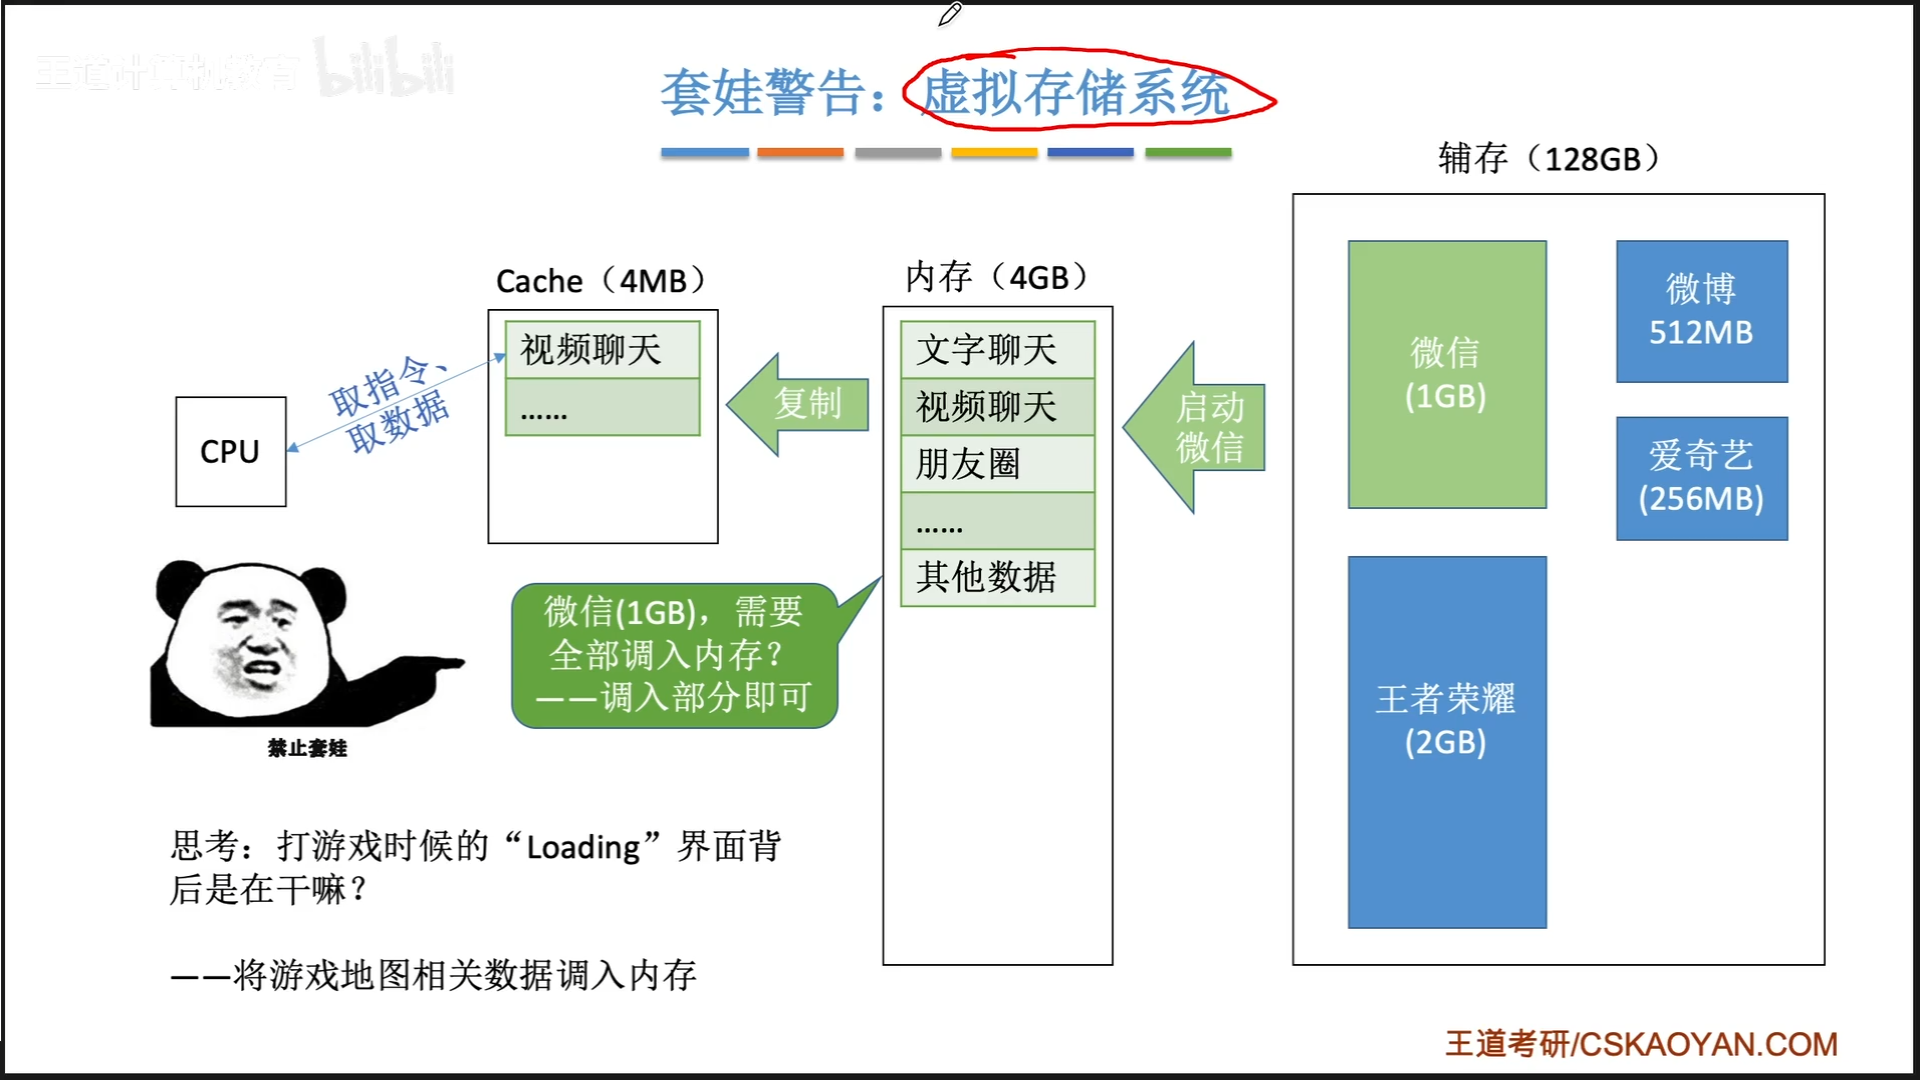 王道计算机教育 bilibili
套娃警告：虚拟存储系统
辅存（128GB）
Cache（4MB）
内存（4GB）
视频聊天
……
取指令、
取数据
CPU
复制
文字聊天
视频聊天
朋友圈
……
其他数据
启动
微信
微信
(1GB)
微博
512MB
爱奇艺
(256MB)
王者荣耀
(2GB)
微信(1GB)，需要
全部调入内存？
——调入部分即可
禁止套娃
思考：打游戏时候的“Loading”界面背
后是在干嘛？
——将游戏地图相关数据调入内存
王道考研/CSKAOYAN.COM